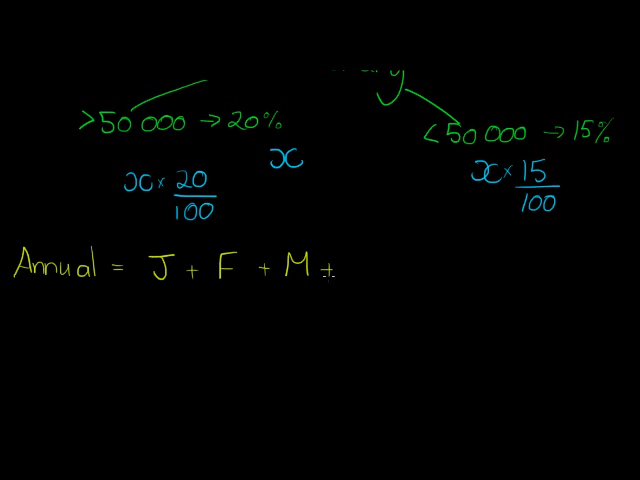 >50 000 → 20%
<50 000 → 15%
x
x × 20/100
x × 15/100
Annual = J + F + M +